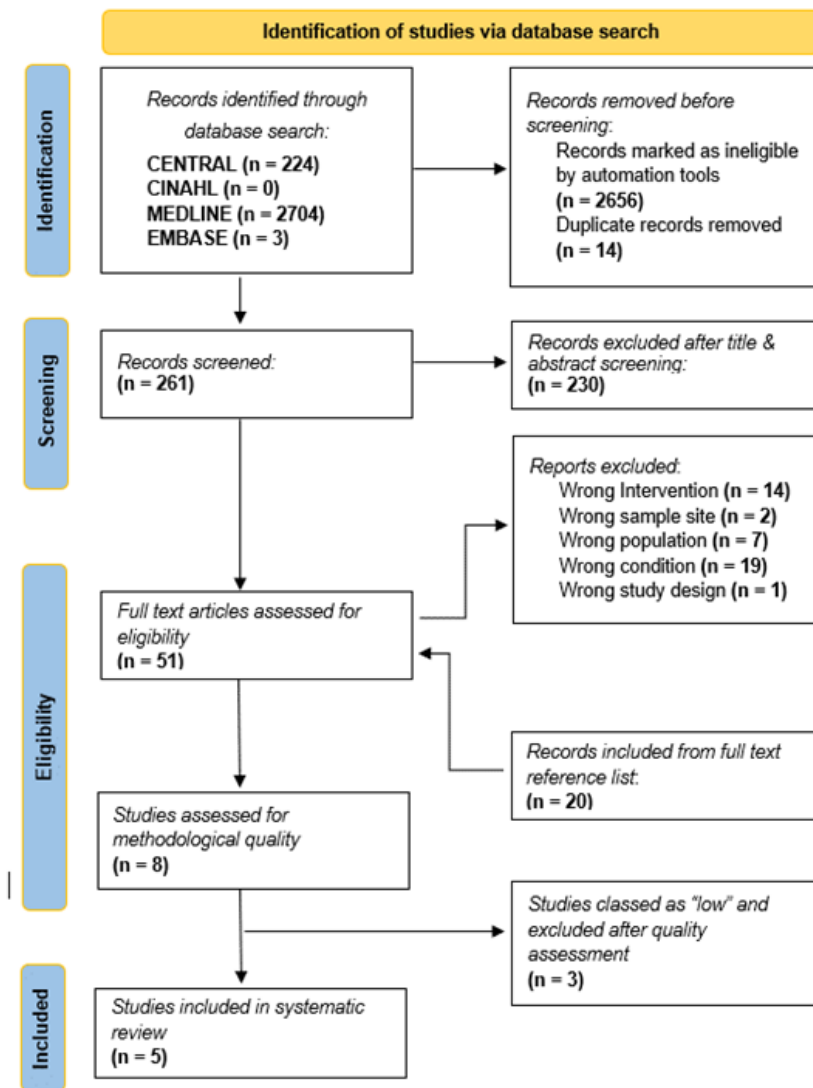 Identification of studies via database search
Identification
Records identified through
database search:
CENTRAL (n = 224)
CINAHL (n = 0)
MEDLINE (n = 2704)
EMBASE (n = 3)
Records removed before
screening:
Records marked as ineligible
by automation tools
(n = 2656)
Duplicate records removed
(n = 14)
Screening
Records screened:
(n = 261)
Records excluded after title &
abstract screening:
(n = 230)
Reports excluded:
Wrong Intervention (n = 14)
Wrong sample site (n = 2)
Wrong population (n = 7)
Wrong condition (n = 19)
Wrong study design (n = 1)
Eligibility
Full text articles assessed for
eligibility
(n = 51)
Records included from full text
reference list:
(n = 20)
Studies assessed for
methodological quality
(n = 8)
Studies classed as "low" and
excluded after quality
assessment
(n = 3)
Included
Studies included in systematic
review
(n = 5)